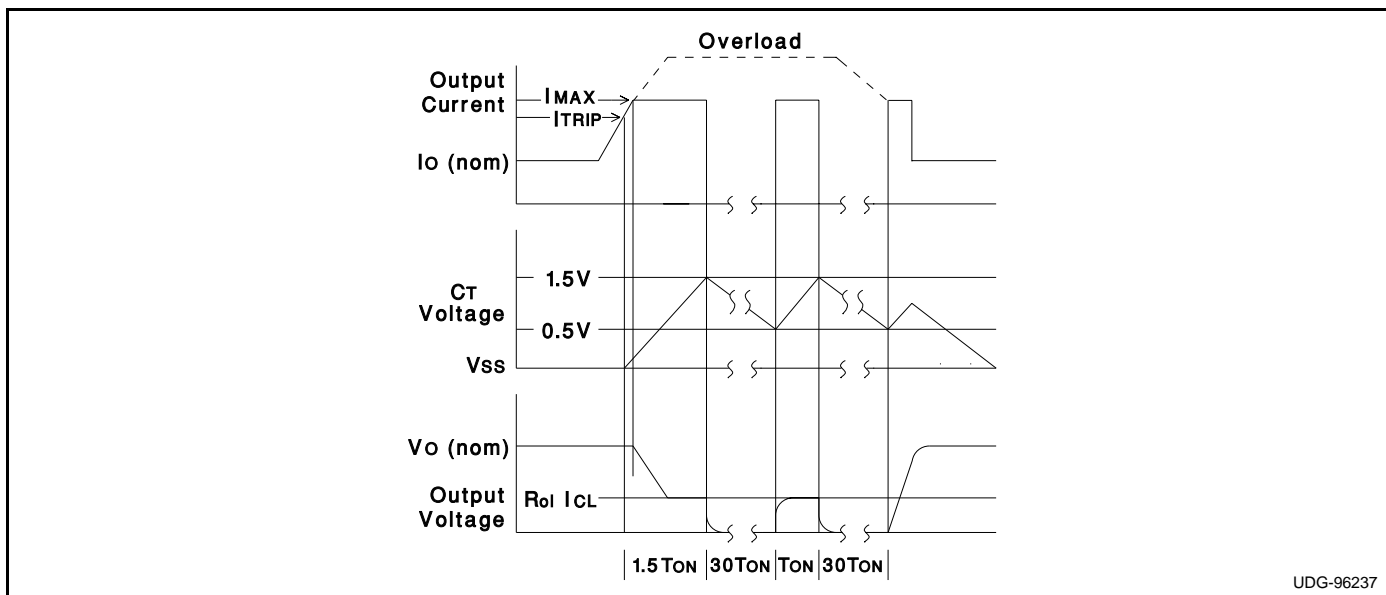 Overload
Output
Current
IMAX
ITRIP
IO (nom)
CT
Voltage
1.5V
0.5V
VSS
VO (nom)
Output
Voltage
Rol ICL
1.5TON 30TON TON 30TON
UDG-96237